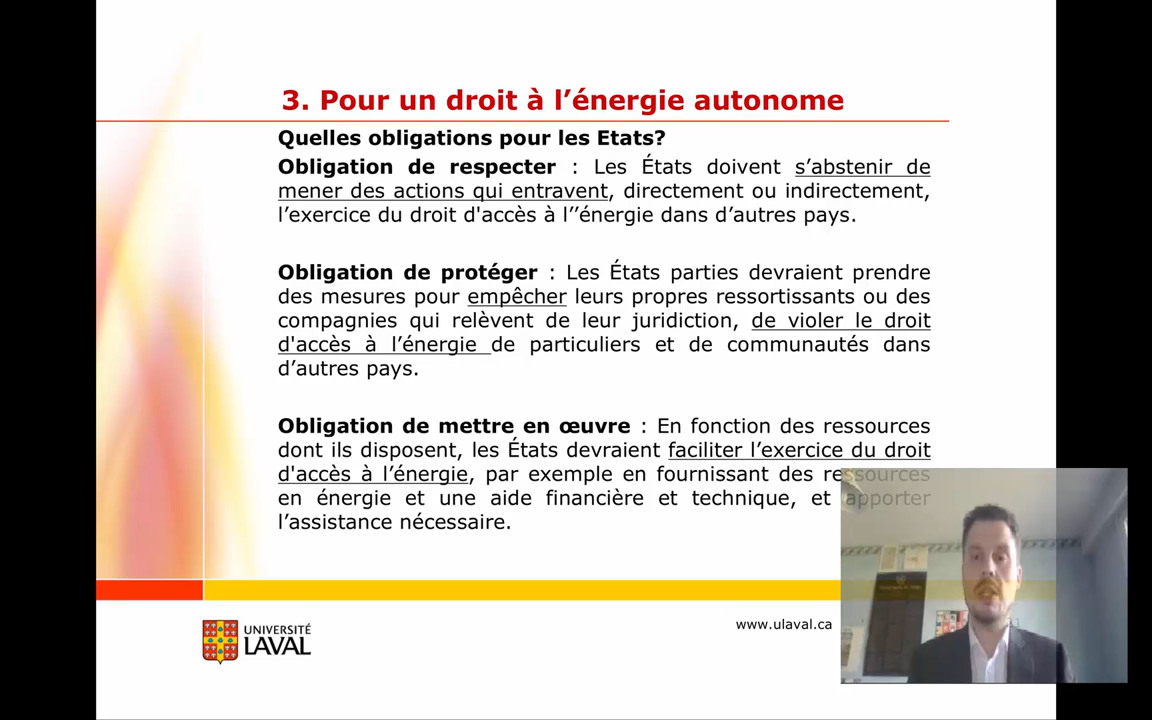 3. Pour un droit à l’énergie autonome
Quelles obligations pour les Etats?
Obligation de respecter : Les États doivent s’abstenir de
mener des actions qui entravent, directement ou indirectement,
l’exercice du droit d'accès à l’’énergie dans d’autres pays.
Obligation de protéger : Les États parties devraient prendre
des mesures pour empêcher leurs propres ressortissants ou des
compagnies qui relèvent de leur juridiction, de violer le droit
d'accès à l’énergie de particuliers et de communautés dans
d’autres pays.
Obligation de mettre en œuvre : En fonction des ressources
dont ils disposent, les États devraient faciliter l’exercice du droit
d'accès à l’énergie, par exemple en fournissant des ressources
en énergie et une aide financière et technique, et apporter
l’assistance nécessaire.
UNIVERSITÉ
LAVAL
www.ulaval.ca